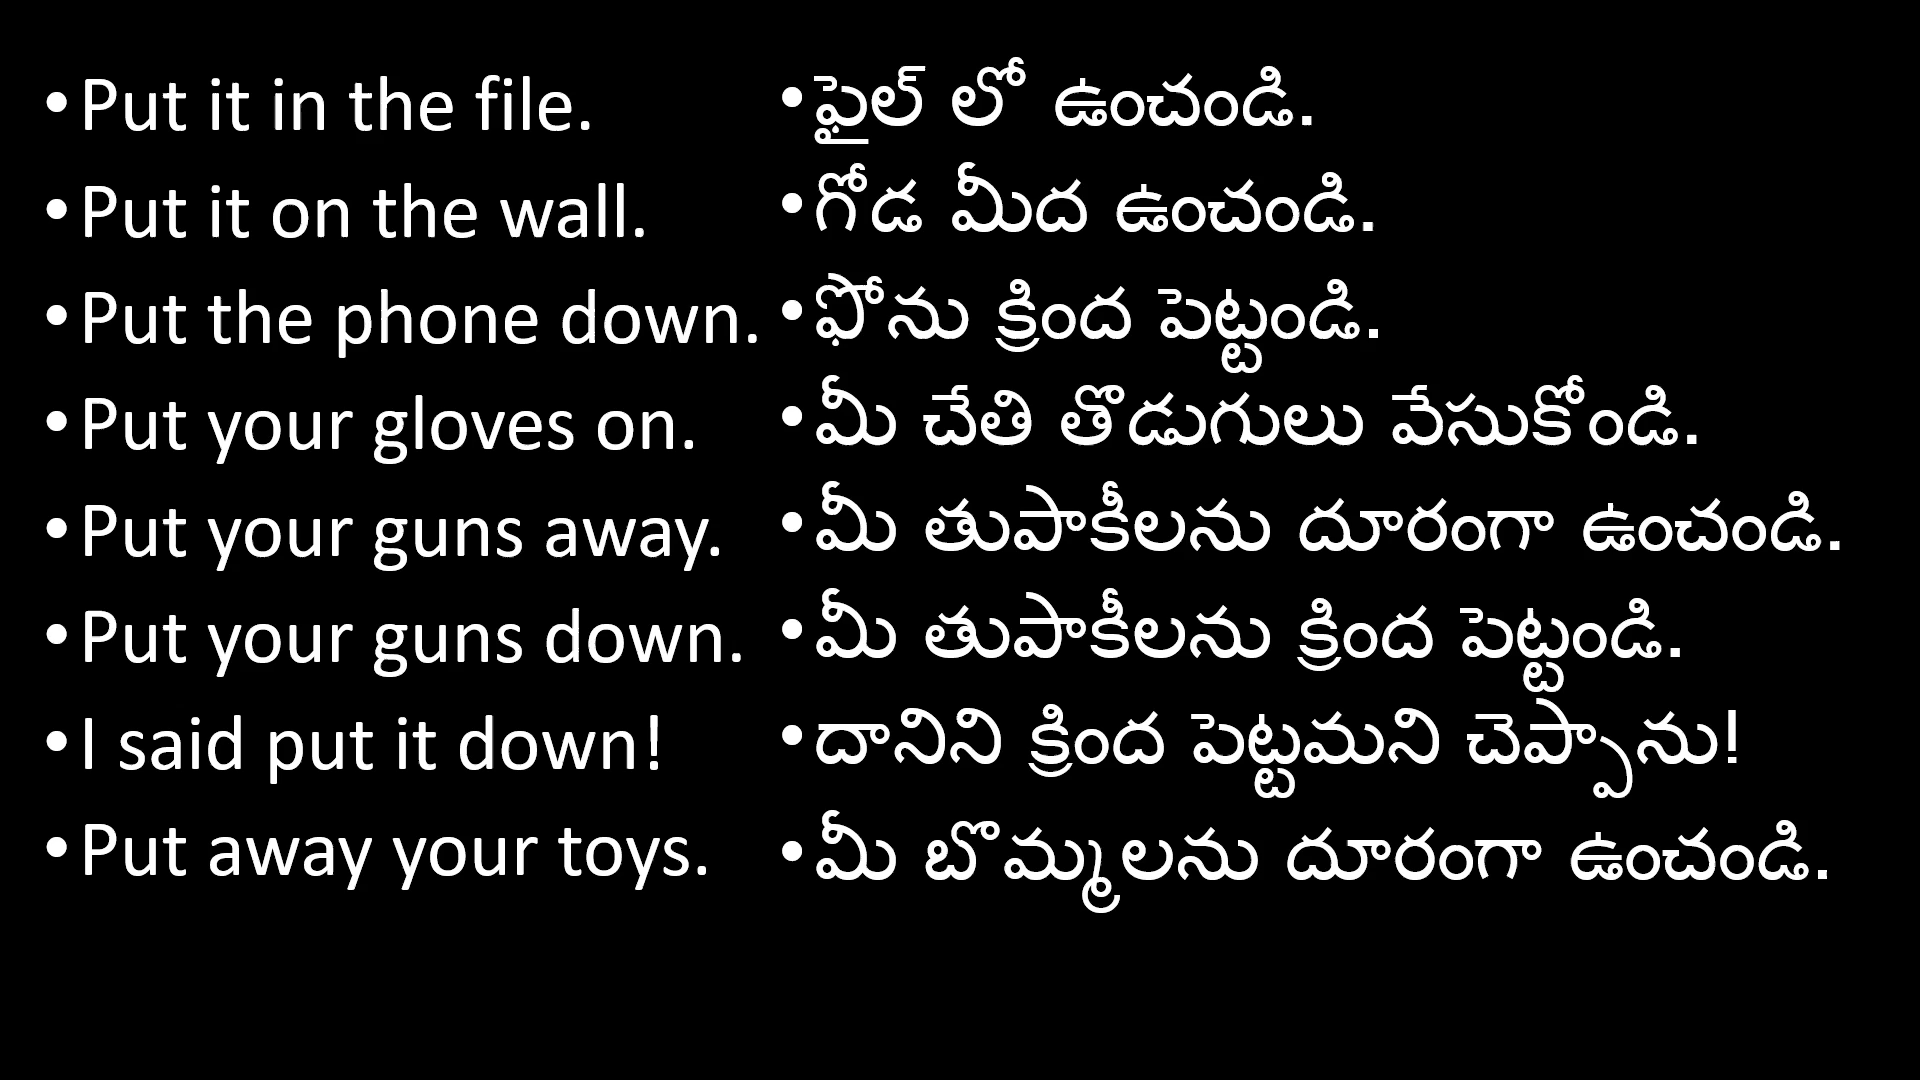 •Put it in the file.
•ఫైల్ లో ఉంచండి.
•Put it on the wall.
•గోడ మీద ఉంచండి.
•Put the phone down.
•ఫోను క్రింద పెట్టండి.
•Put your gloves on.
•మీ చేతి తొడుగులు వేసుకోండి.
•Put your guns away.
•మీ తుపాకీలను దూరంగా ఉంచండి.
•Put your guns down.
•మీ తుపాకీలను క్రింద పెట్టండి.
•I said put it down!
•దానిని క్రింద పెట్టమని చెప్పాను!
•Put away your toys.
•మీ బొమ్మలను దూరంగా ఉంచండి.